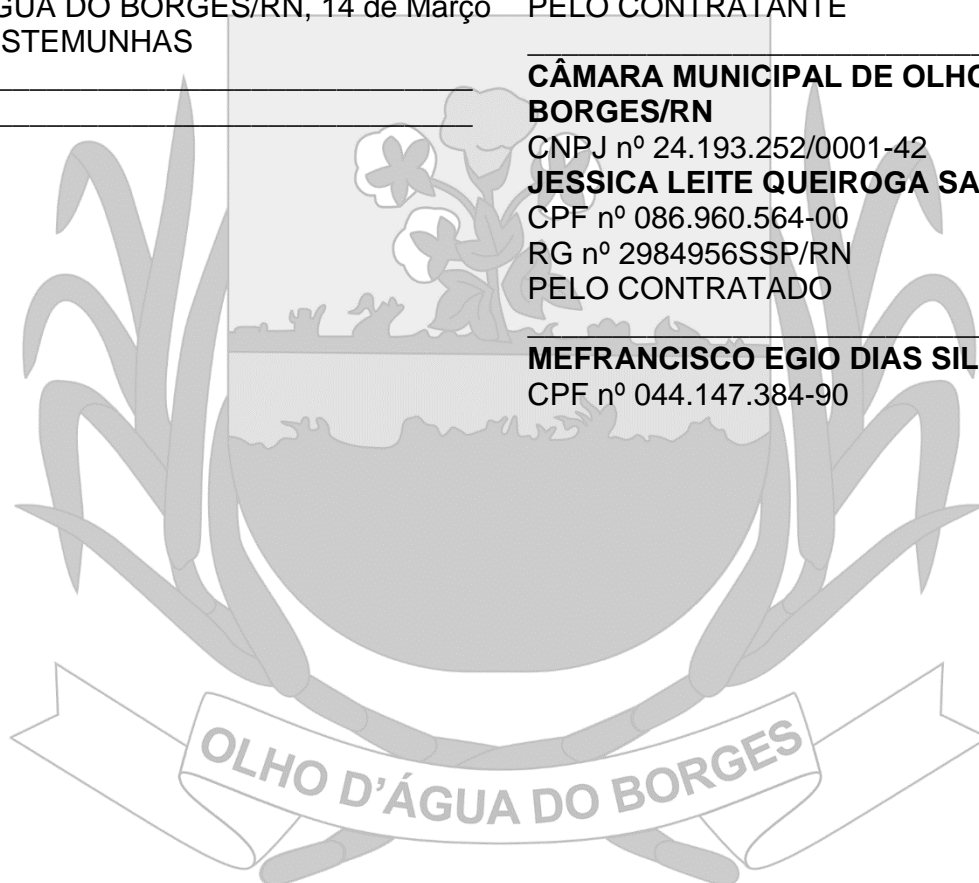 GUA DO BORGES/RN, 14 de Março
STEMUNHAS
PELO CONTRATANTE
CÂMARA MUNICIPAL DE OLHO
BORGES/RN
CNPJ nº 24.193.252/0001-42
JESSICA LEITE QUEIROGA SA
CPF nº 086.960.564-00
RG nº 2984956SSP/RN
PELO CONTRATADO
MEFRANCISCO EGIO DIAS SIL
CPF nº 044.147.384-90
OLHO D'ÁGUA DO BORGES